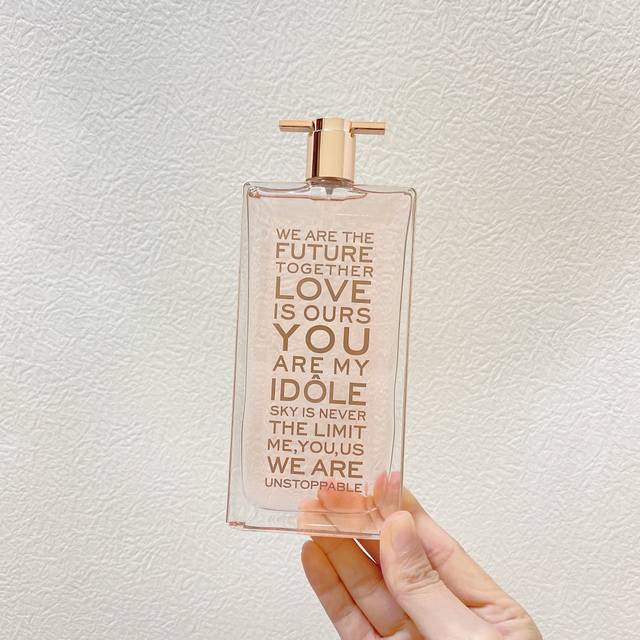 WE ARE THE
FUTURE
TOGETHER
LOVE
IS OURS
YOU
ARE MY
IDÔLE
SKY IS NEVER
THE LIMIT
ME,YOU,US
WE ARE
UNSTOPPABLE